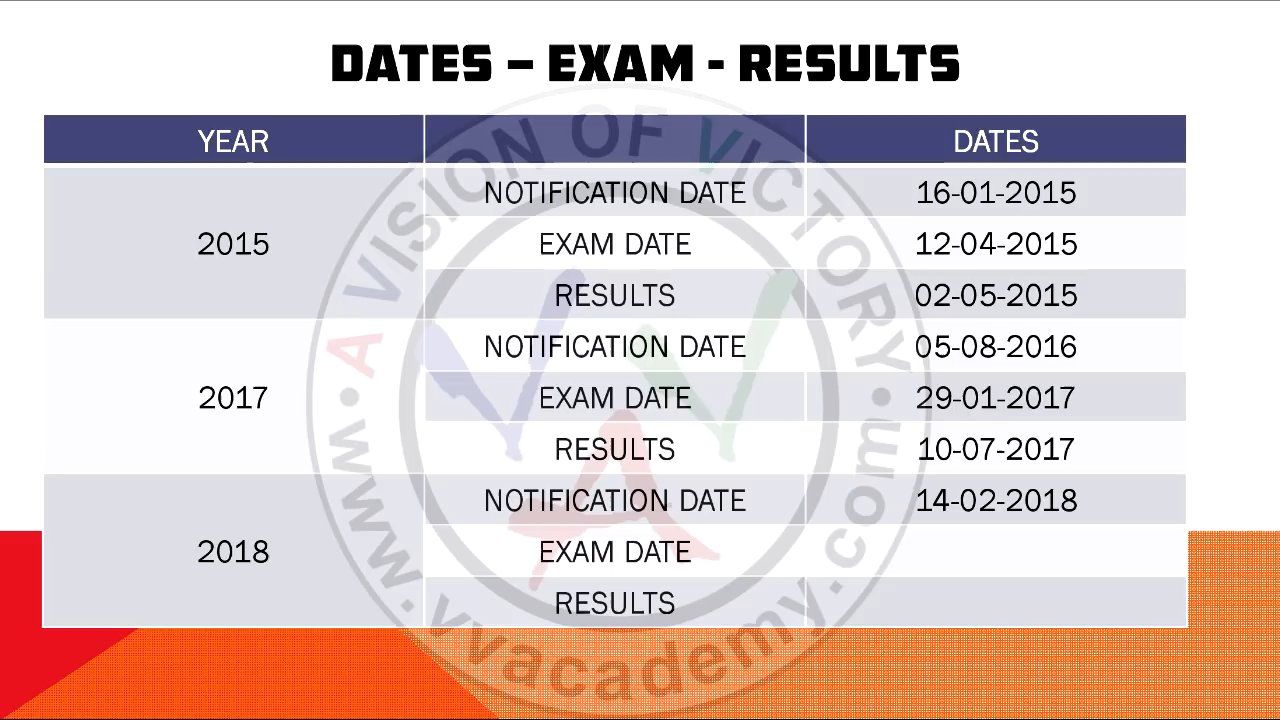 DATES – EXAM - RESULTS
YEAR DATES
NOTIFICATION DATE 16-01-2015
2015 EXAM DATE 12-04-2015
RESULTS 02-05-2015
NOTIFICATION DATE 05-08-2016
2017 EXAM DATE 29-01-2017
RESULTS 10-07-2017
NOTIFICATION DATE 14-02-2018
2018 EXAM DATE
RESULTS
A VISION OF VICTORY
www.vvacademy.com